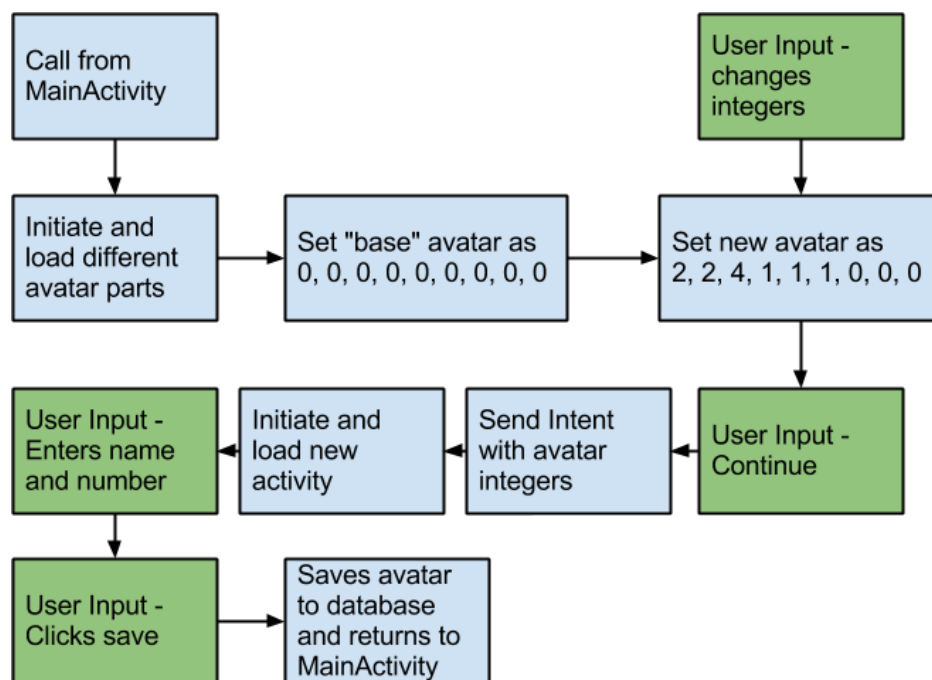 Call from
MainActivity
User Input -
changes
integers
Initiate and
load different
avatar parts
Set "base" avatar as
0, 0, 0, 0, 0, 0, 0, 0, 0
Set new avatar as
2, 2, 4, 1, 1, 1, 0, 0, 0
User Input -
Enters name
and number
Initiate and
load new
activity
Send Intent
with avatar
integers
User Input -
Continue
User Input -
Clicks save
Saves avatar
to database
and returns to
MainActivity